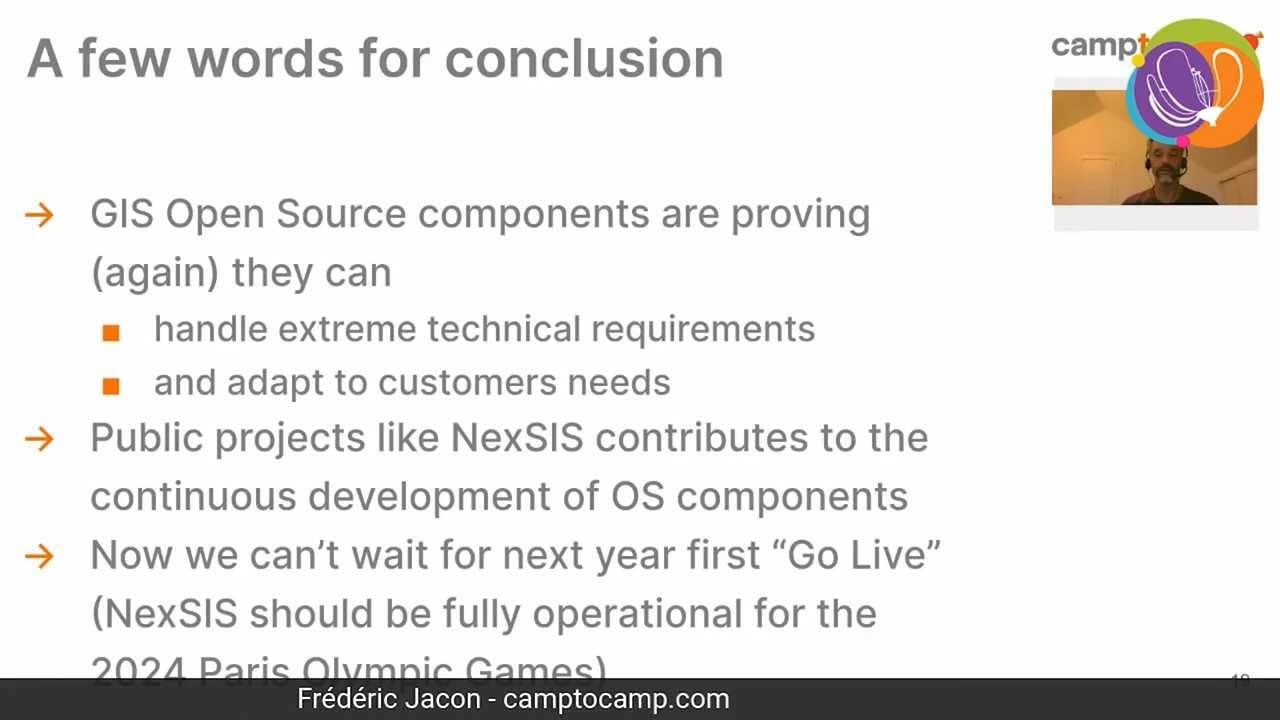 A few words for conclusion
→ GIS Open Source components are proving
(again) they can
■ handle extreme technical requirements
■ and adapt to customers needs
→ Public projects like NexSIS contributes to the
continuous development of OS components
→ Now we can’t wait for next year first “Go Live”
(NexSIS should be fully operational for the
2024 Paris Olympic Games)
Frédéric Jacon - camptocamp.com